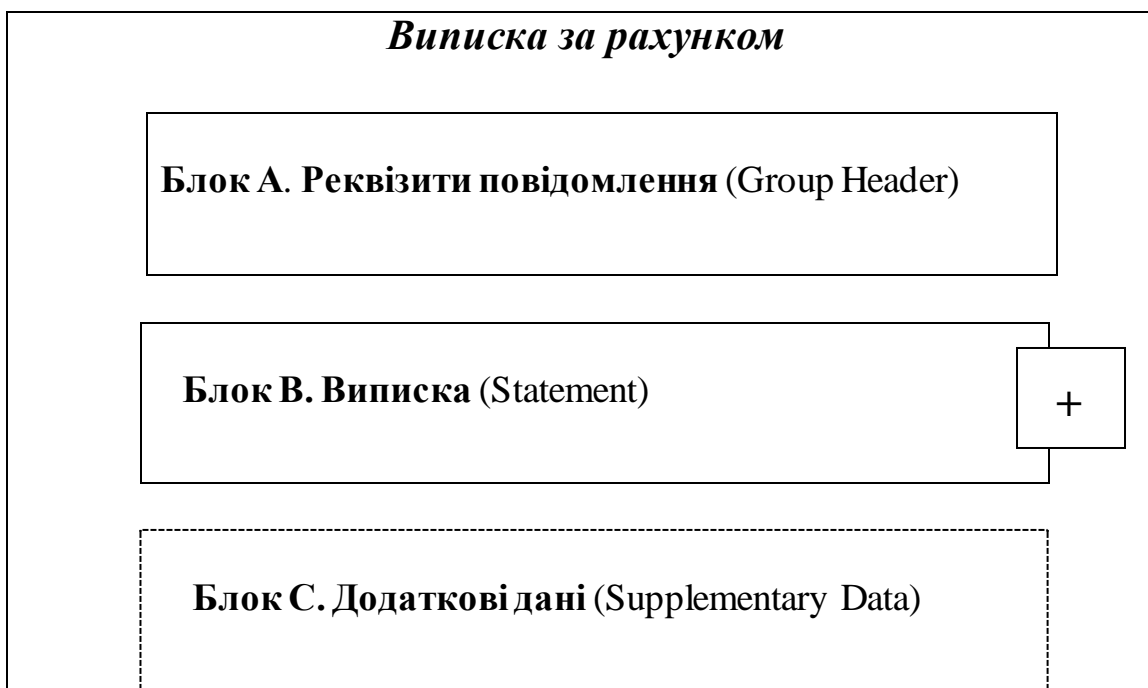 Виписка за рахунком
Блок А. Реквізити повідомлення (Group Header)
Блок В. Виписка (Statement)
+
Блок С. Додаткові дані (Supplementary Data)